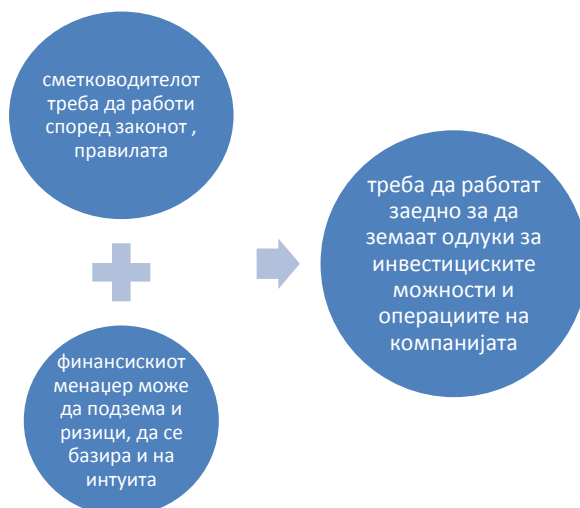 сметководителот
треба да работи
според законот ,
правилата
финансискиот
менаџер може
да подзема и
ризици, да се
базира и на
интуита
треба да работат
заедно за да
земаат одлуки за
инвестициските
можности и
операциите на
компанијата